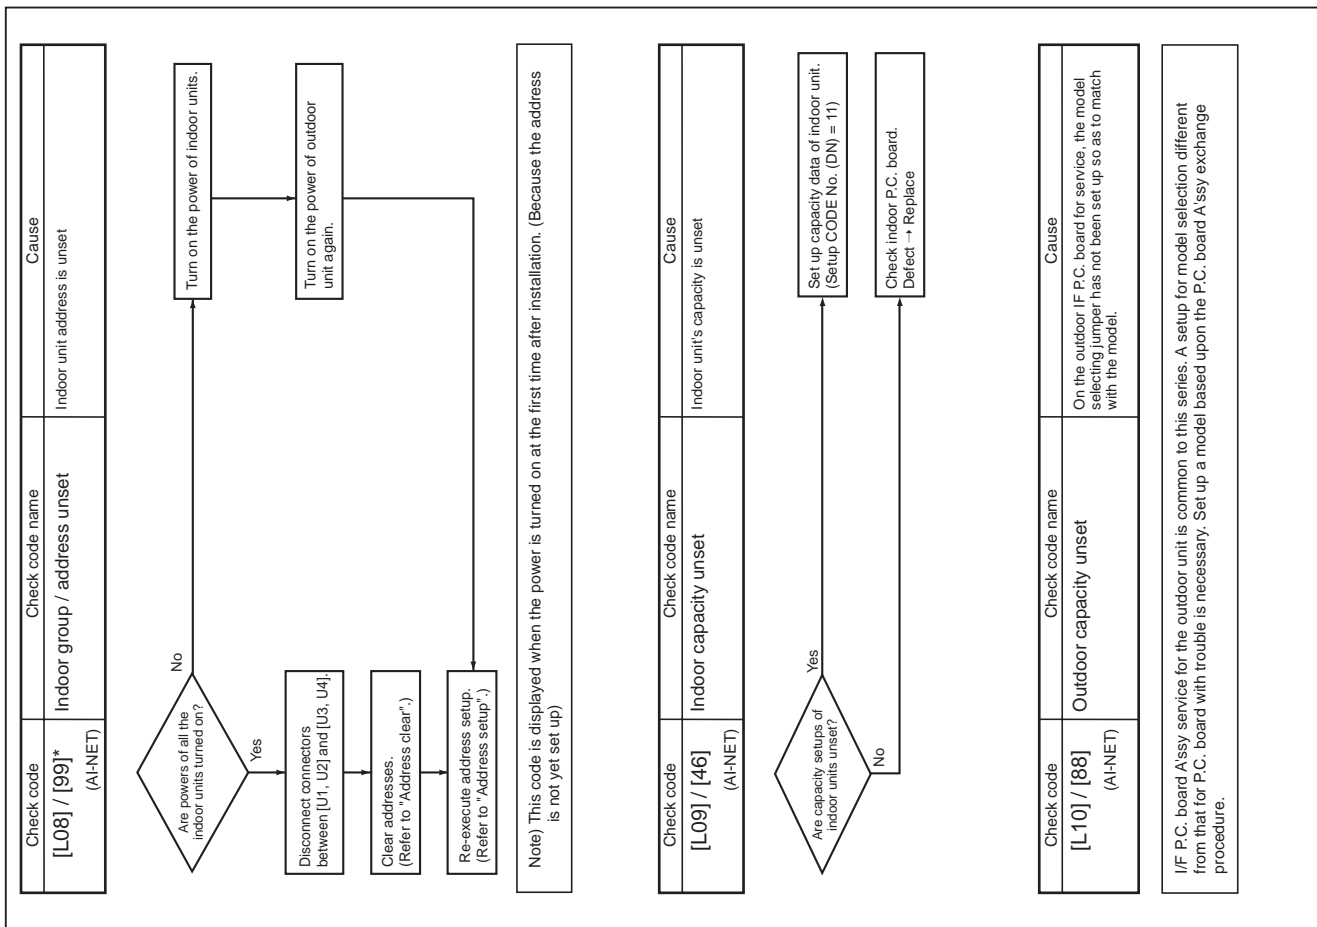 Check code
Check code name
Cause
[L08] / [99]*
(AI-NET)
Indoor group / address unset
Indoor unit address is unset
Are powers of all the
indoor units turned on?
No
Turn on the power of indoor units.
Yes
Disconnect connectors
between [U1, U2] and [U3, U4].
Turn on the power of outdoor
unit again.
Clear addresses.
(Refer to "Address clear".)
Re-execute address setup.
(Refer to "Address setup".)
Note) This code is displayed when the power is turned on at the first time after installation. (Because the address
is not yet set up)
Check code
Check code name
Cause
[L09] / [46]
(AI-NET)
Indoor capacity unset
Indoor unit's capacity is unset
Are capacity setups of
indoor units unset?
Yes
Set up capacity data of indoor unit.
(Setup CODE No. (DN) = 11)
No
Check indoor P.C. board.
Defect → Replace
Check code
Check code name
Cause
[L10] / [88]
(AI-NET)
Outdoor capacity unset
On the outdoor IF P.C. board for service, the model
selecting jumper has not been set up so as to match
with the model.
I/F P.C. board A'ssy service for the outdoor unit is common to this series. A setup for model selection different
from that for P.C. board with trouble is necessary. Set up a model based upon the P.C. board A'ssy exchange
procedure.